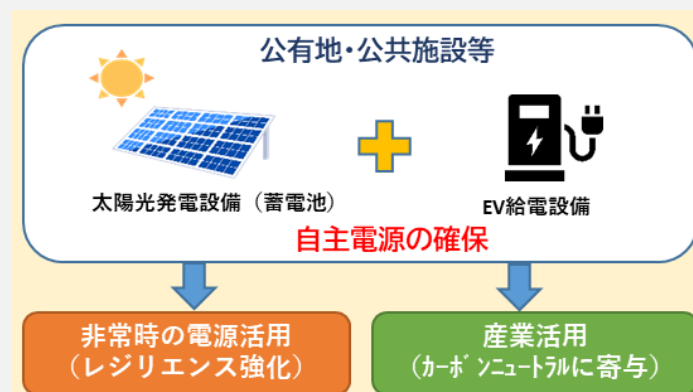 公有地・公共施設等
太陽光発電設備（蓄電池）
EV給電設備
自主電源の確保
非常時の電源活用
（レジリエンス強化）
産業活用
（ｶｰﾎﾞﾝﾆｭｰﾄﾗﾙに寄与）